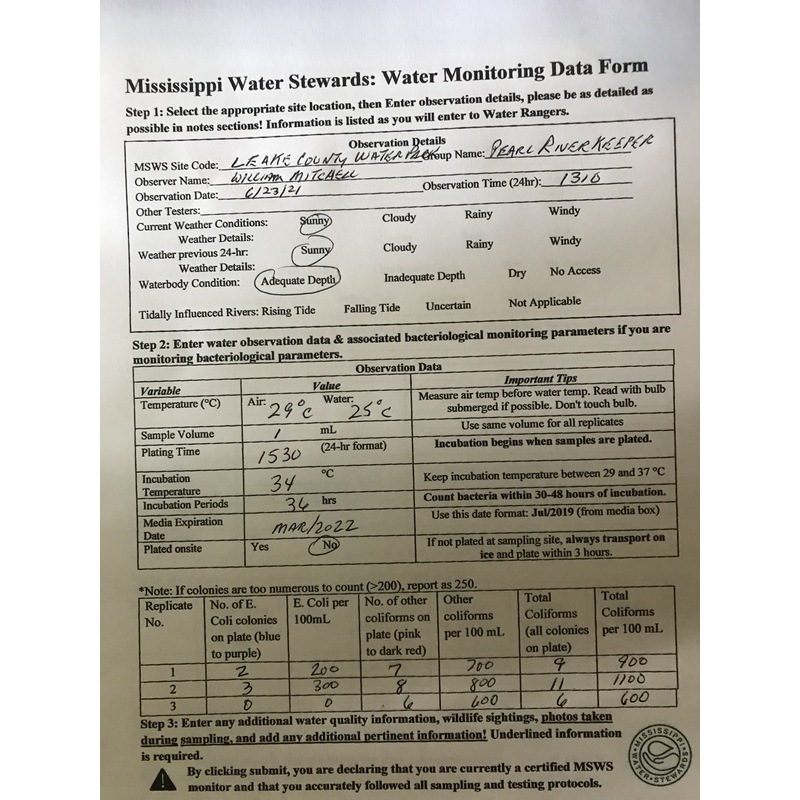 Mississippi Water Stewards: Water Monitoring Data Form
Step 1: Select the appropriate site location, then Enter observation details, please be as detailed as
possible in notes sections! Information is listed as you will enter to Water Rangers.
Observation Details
MSWS Site Code: LEAKE COUNTY WATER PARK Group Name: PEARL RIVERKEEPER
Observer Name: WILLIAM MITCHELL
Observation Date: 6/23/21 Observation Time (24hr): 1310
Other Testers:
Current Weather Conditions: Sunny Cloudy Rainy Windy
Weather Details:
Weather previous 24-hr: Sunny Cloudy Rainy Windy
Weather Details:
Waterbody Condition: Adequate Depth Inadequate Depth Dry No Access
Tidally Influenced Rivers: Rising Tide Falling Tide Uncertain Not Applicable
Step 2: Enter water observation data & associated bacteriological monitoring parameters if you are
monitoring bacteriological parameters.
Observation Data
Variable Value Important Tips
Temperature (°C) Air: 29°C Water: 25°C Measure air temp before water temp. Read with bulb
submerged if possible. Don't touch bulb.
Sample Volume 1 mL Use same volume for all replicates
Plating Time 1530 (24-hr format) Incubation begins when samples are plated.
Incubation
Temperature 34 °C Keep incubation temperature between 29 and 37 °C
Incubation Periods 36 hrs Count bacteria within 30-48 hours of incubation.
Media Expiration
Date MAR/2022 Use this date format: Jul/2019 (from media box)
Plated onsite Yes No If not plated at sampling site, always transport on
ice and plate within 3 hours.
*Note: If colonies are too numerous to count (>200), report as 250.
Replicate No. of E. E. Coli per No. of other Other Total Total
No. Coli colonies 100mL coliforms on coliforms Coliforms Coliforms
on plate (blue plate (pink per 100 mL (all colonies per 100 mL
to purple) to dark red) on plate)
1 2 200 7 700 9 900
2 3 300 8 800 11 1100
3 0 0 6 600 6 600
Step 3: Enter any additional water quality information, wildlife sightings, photos taken
during sampling, and add any additional pertinent information! Underlined information
is required.
By clicking submit, you are declaring that you are currently a certified MSWS
monitor and that you accurately followed all sampling and testing protocols.
MISSISSIPPI
WATER STEWARDS